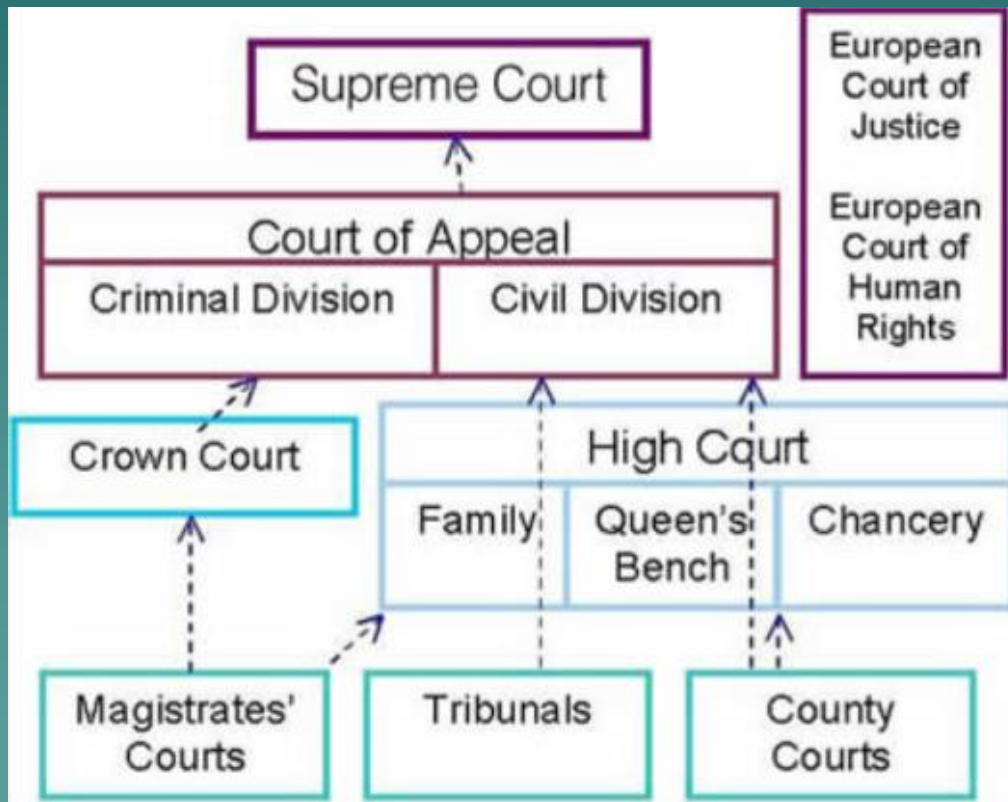 Supreme Court
European
Court of
Justice
European
Court of
Human
Rights
Court of Appeal
Criminal Division
Civil Division
Crown Court
High Court
Family
Queen's
Bench
Chancery
Magistrates'
Courts
Tribunals
County
Courts